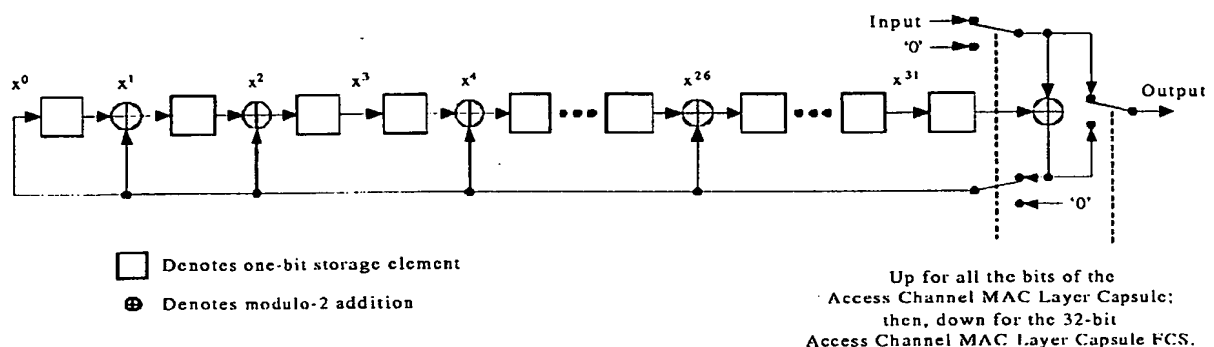 Input
'0'
x⁰ x¹ x² x³ x⁴ x²⁶ x³¹
Output
'0'
Denotes one-bit storage element
Denotes modulo-2 addition
Up for all the bits of the
Access Channel MAC Layer Capsule;
then, down for the 32-bit
Access Channel MAC Layer Capsule FCS.